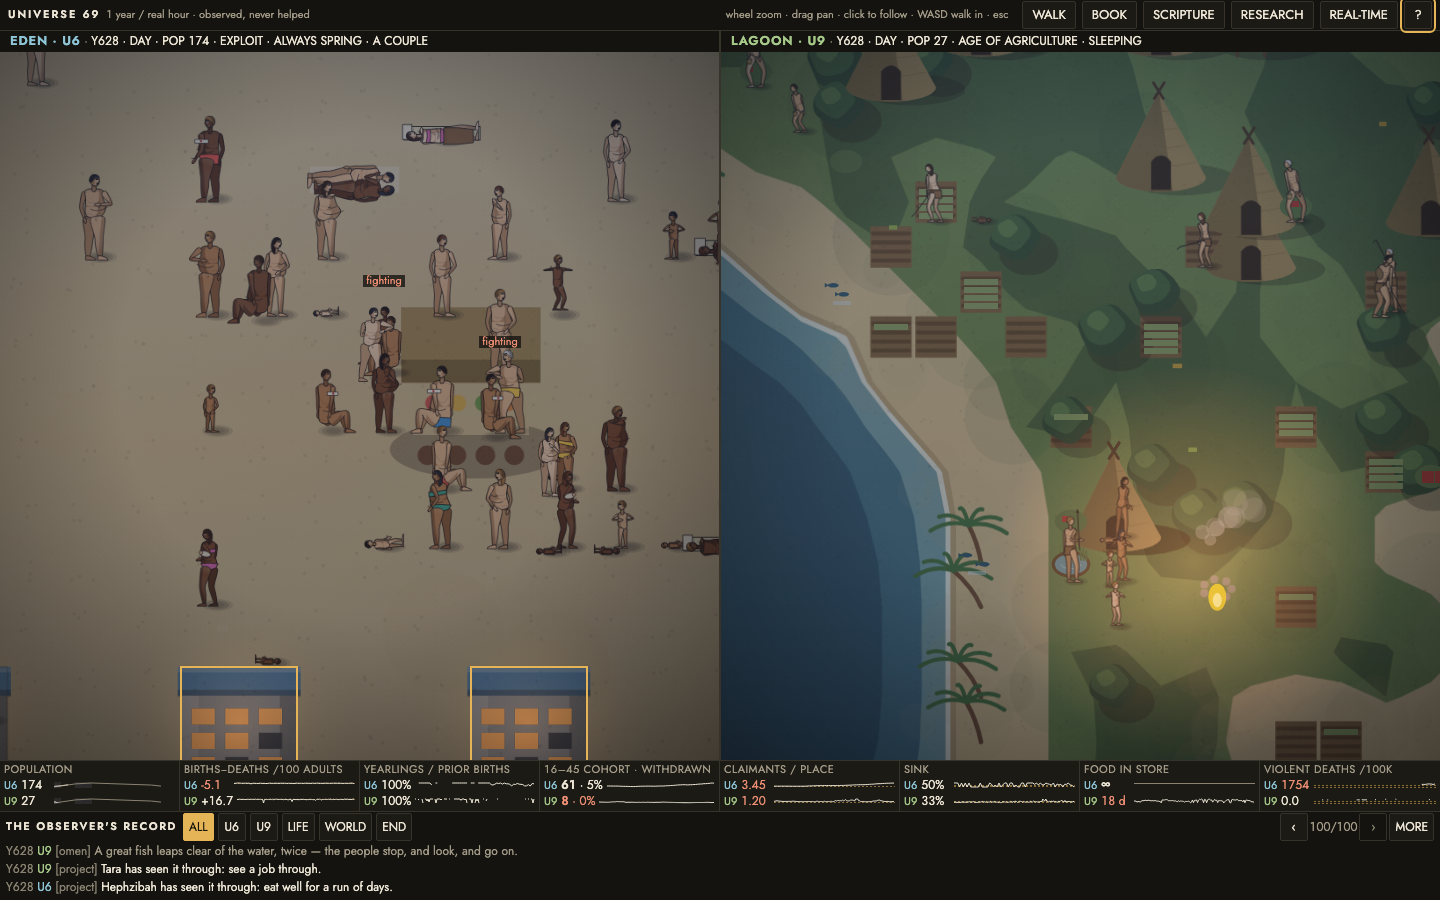 UNIVERSE 69 1 year / real hour · observed, never helped
wheel zoom · drag pan · click to follow · WASD walk in · esc
WALK
BOOK
SCRIPTURE
RESEARCH
REAL-TIME
?
EDEN · U6 · Y628 · DAY · POP 174 · EXPLOIT · ALWAYS SPRING · A COUPLE
LAGOON · U9 · Y628 · DAY · POP 27 · AGE OF AGRICULTURE · SLEEPING
fighting
fighting
POPULATION
U6 174
U9 27
BIRTHS–DEATHS /100 ADULTS
U6 -5.1
U9 +16.7
YEARLINGS / PRIOR BIRTHS
U6 100%
U9 100%
16–45 COHORT · WITHDRAWN
U6 61 · 5%
U9 8 · 0%
CLAIMANTS / PLACE
U6 3.45
U9 1.20
SINK
U6 50%
U9 33%
FOOD IN STORE
U6 ∞
U9 18 d
VIOLENT DEATHS /100K
U6 1754
U9 0.0
THE OBSERVER'S RECORD
ALL
U6
U9
LIFE
WORLD
END
‹ 100/100 ›
MORE
Y628 U9 [omen] A great fish leaps clear of the water, twice — the people stop, and look, and go on.
Y628 U9 [project] Tara has seen it through: see a job through.
Y628 U6 [project] Hephzibah has seen it through: eat well for a run of days.